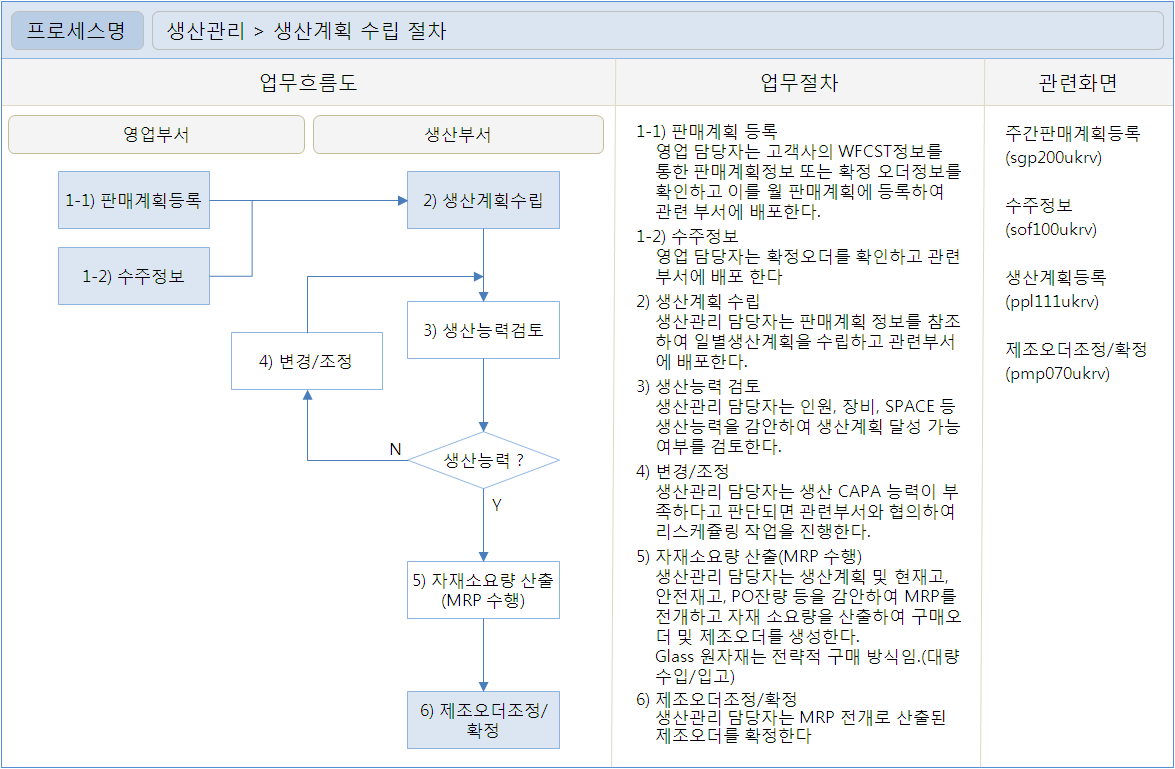 프로세스명
생산관리 > 생산계획 수립 절차
업무흐름도
업무절차
관련화면
영업부서
생산부서
1-1) 판매계획등록
2) 생산계획수립
1-2) 수주정보
3) 생산능력검토
4) 변경/조정
N
생산능력 ?
Y
5) 자재소요량 산출
(MRP 수행)
6) 제조오더조정/
확정
1-1) 판매계획 등록
영업 담당자는 고객사의 WFCST정보를
통한 판매계획정보 또는 확정 오더정보를
확인하고 이를 월 판매계획에 등록하여
관련 부서에 배포한다.
1-2) 수주정보
영업 담당자는 확정오더를 확인하고 관련
부서에 배포 한다
2) 생산계획 수립
생산관리 담당자는 판매계획 정보를 참조
하여 일별생산계획을 수립하고 관련부서
에 배포한다.
3) 생산능력 검토
생산관리 담당자는 인원, 장비, SPACE 등
생산능력을 감안하여 생산계획 달성 가능
여부를 검토한다.
4) 변경/조정
생산관리 담당자는 생산 CAPA 능력이 부
족하다고 판단되면 관련부서와 협의하여
리스케쥴링 작업을 진행한다.
5) 자재소요량 산출(MRP 수행)
생산관리 담당자는 생산계획 및 현재고,
안전재고, PO잔량 등을 감안하여 MRP를
전개하고 자재 소요량을 산출하여 구매오
더 및 제조오더를 생성한다.
Glass 원자재는 전략적 구매 방식임.(대량
수입/입고)
6) 제조오더조정/확정
생산관리 담당자는 MRP 전개로 산출된
제조오더를 확정한다
주간판매계획등록
(sgp200ukrv)
수주정보
(sof100ukrv)
생산계획등록
(ppl111ukrv)
제조오더조정/확정
(pmp070ukrv)